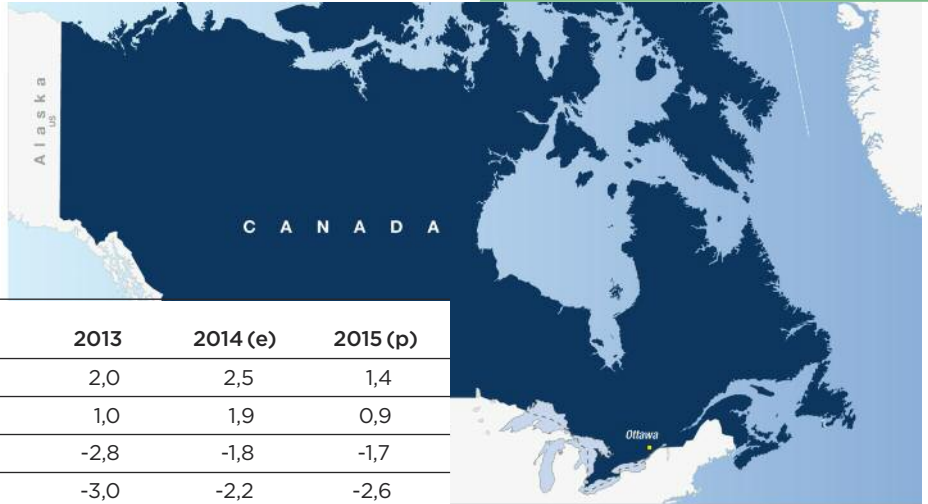 Alaska
US
CANADA
2013 2014 (e) 2015 (p)
2,0 2,5 1,4
1,0 1,9 0,9
-2,8 -1,8 -1,7
-3,0 -2,2 -2,6
Ottawa